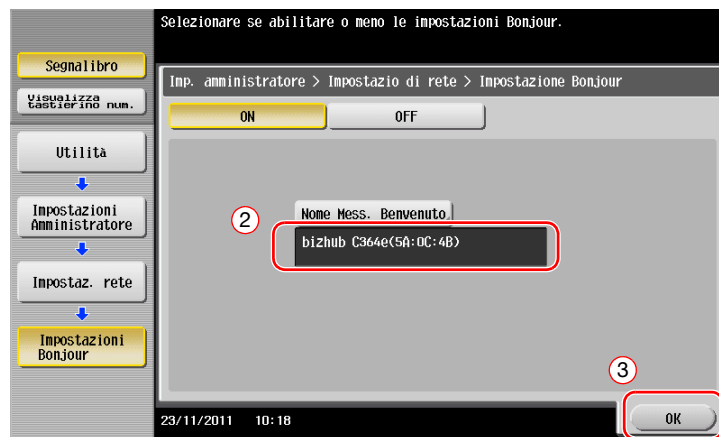 Selezionare se abilitare o meno le impostazioni Bonjour.
Segnalibro
Visualizza
tastierino num.
Imp. amministratore > Impostazio di rete > Impostazione Bonjour
ON
OFF
Utilità
Impostazioni
Amministratore
Impostaz. rete
Impostazioni
Bonjour
2
Nome Mess. Benvenuto
bizhub C364e(5A:0C:4B)
3
23/11/2011 10:18
OK